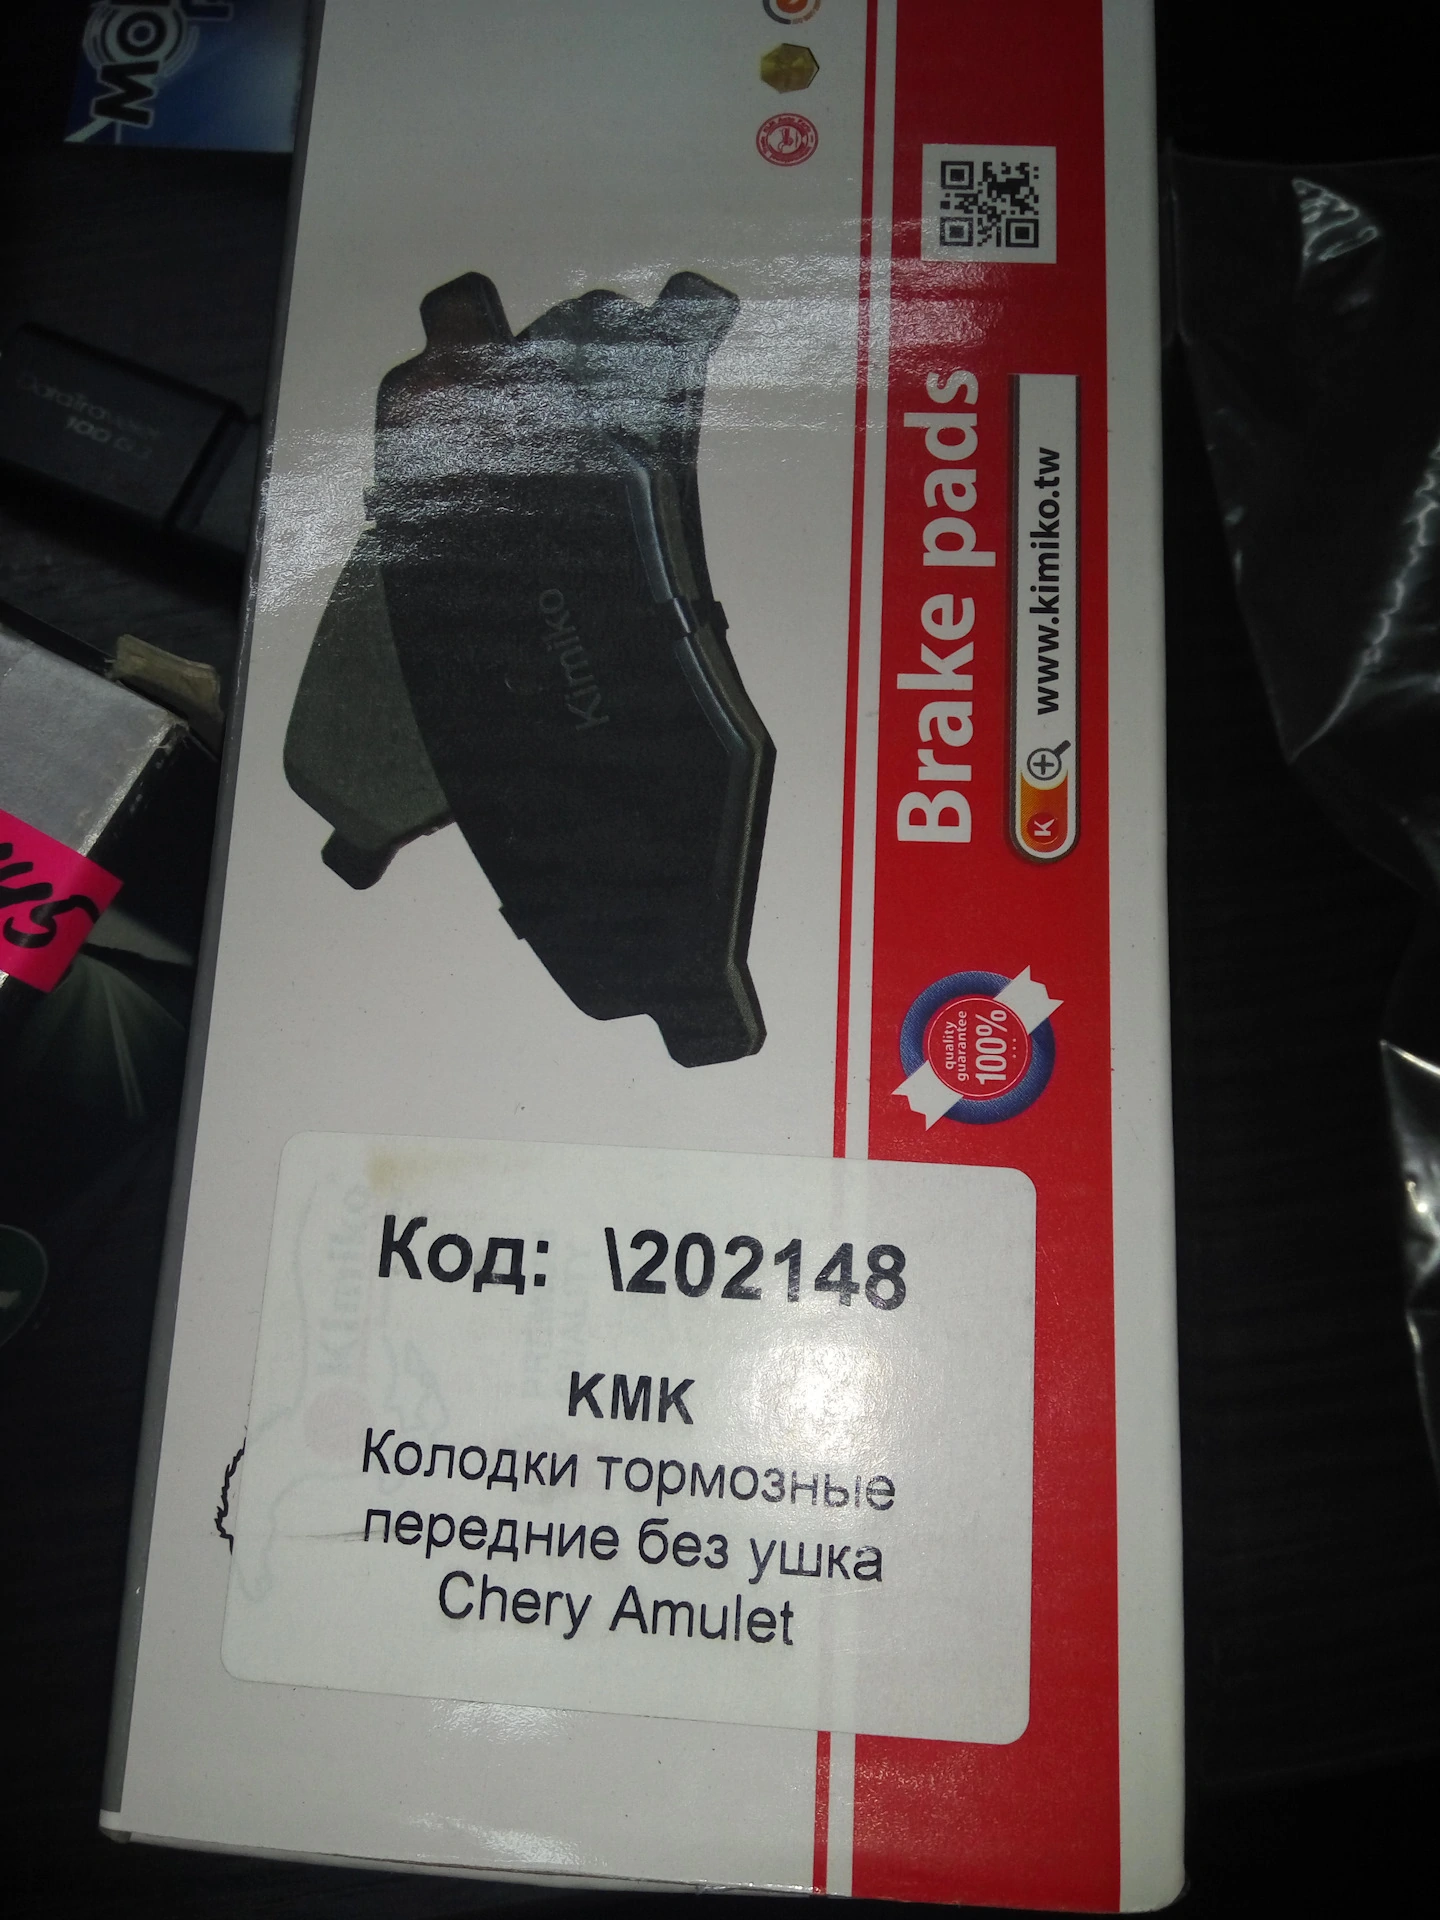 Brake pads
www.kimiko.tw
K
Kimiko
quality
guarantee
100%
Код: \202148
KMK
Колодки тормозные
передние без ушка
Chery Amulet